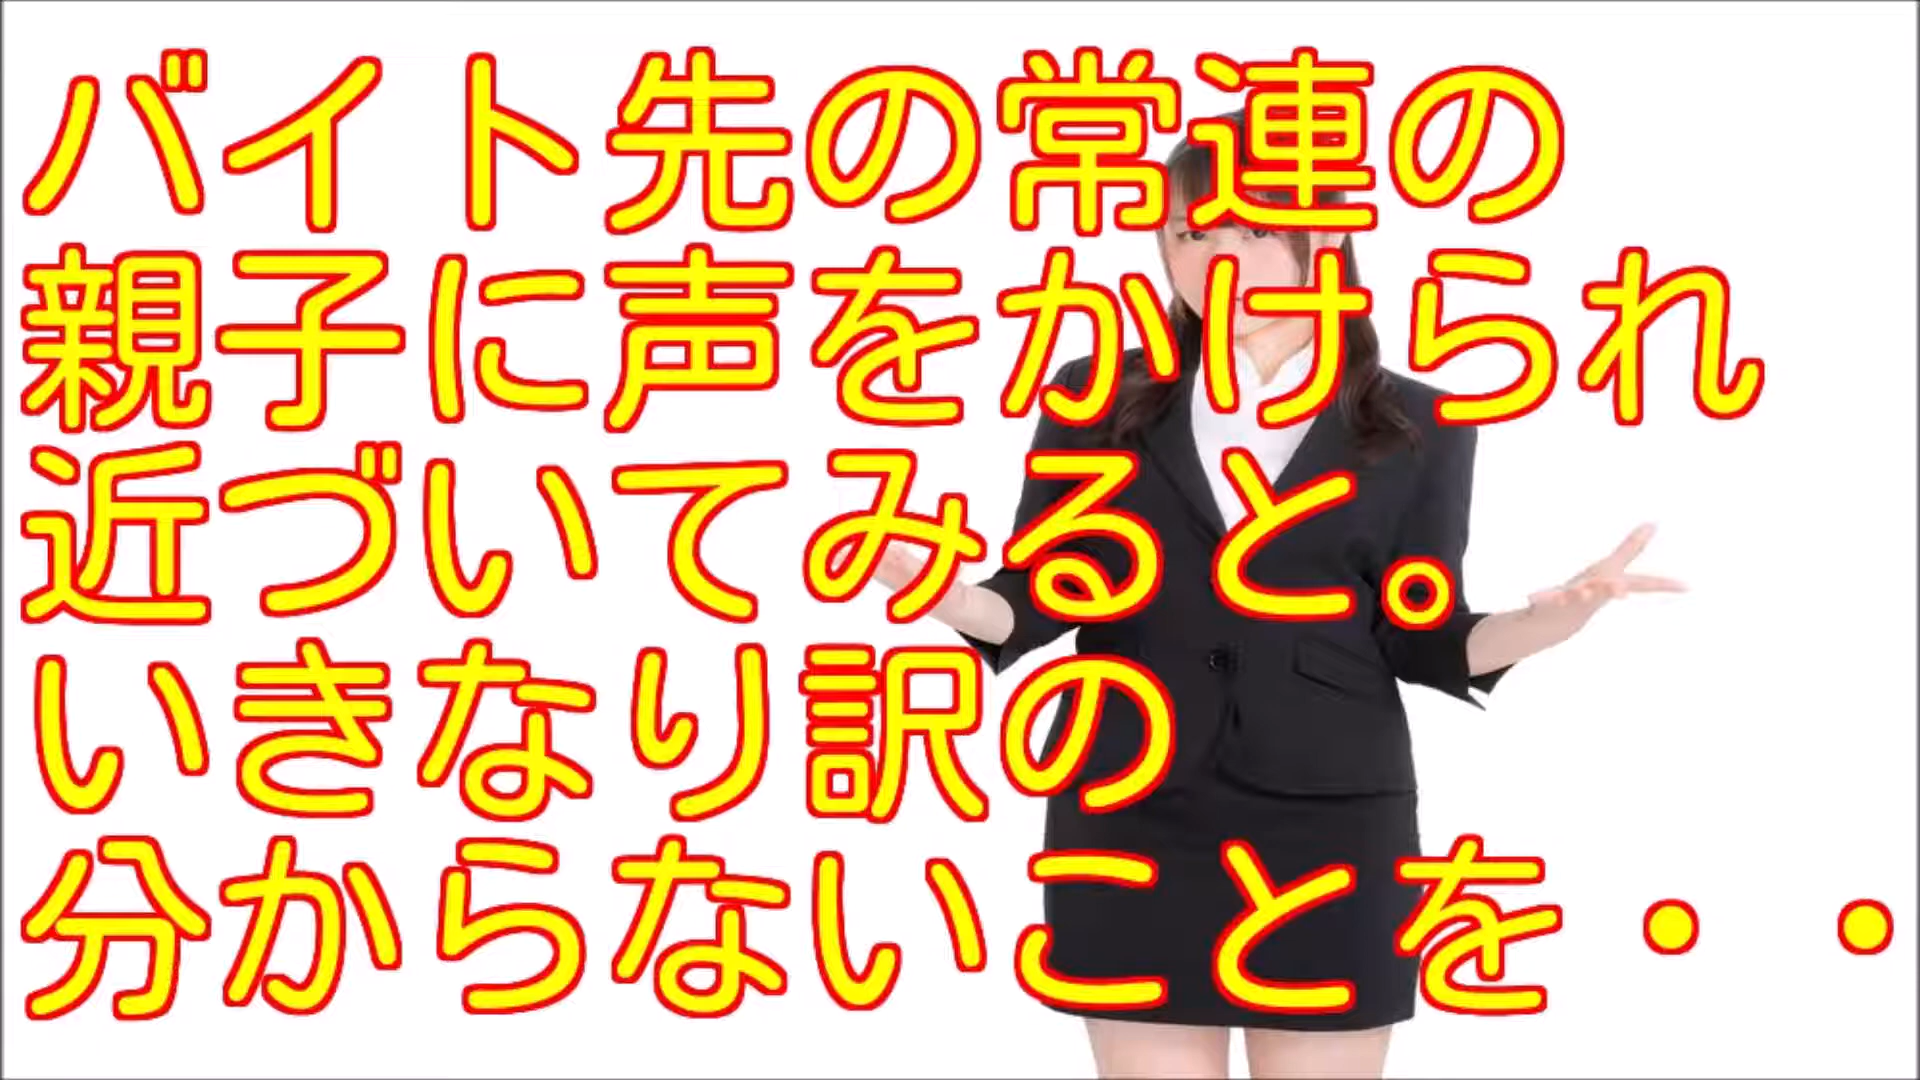 バイト先の常連の
親子に声をかけられ
近づいてみると。
いきなり訳の
分からないことを・・